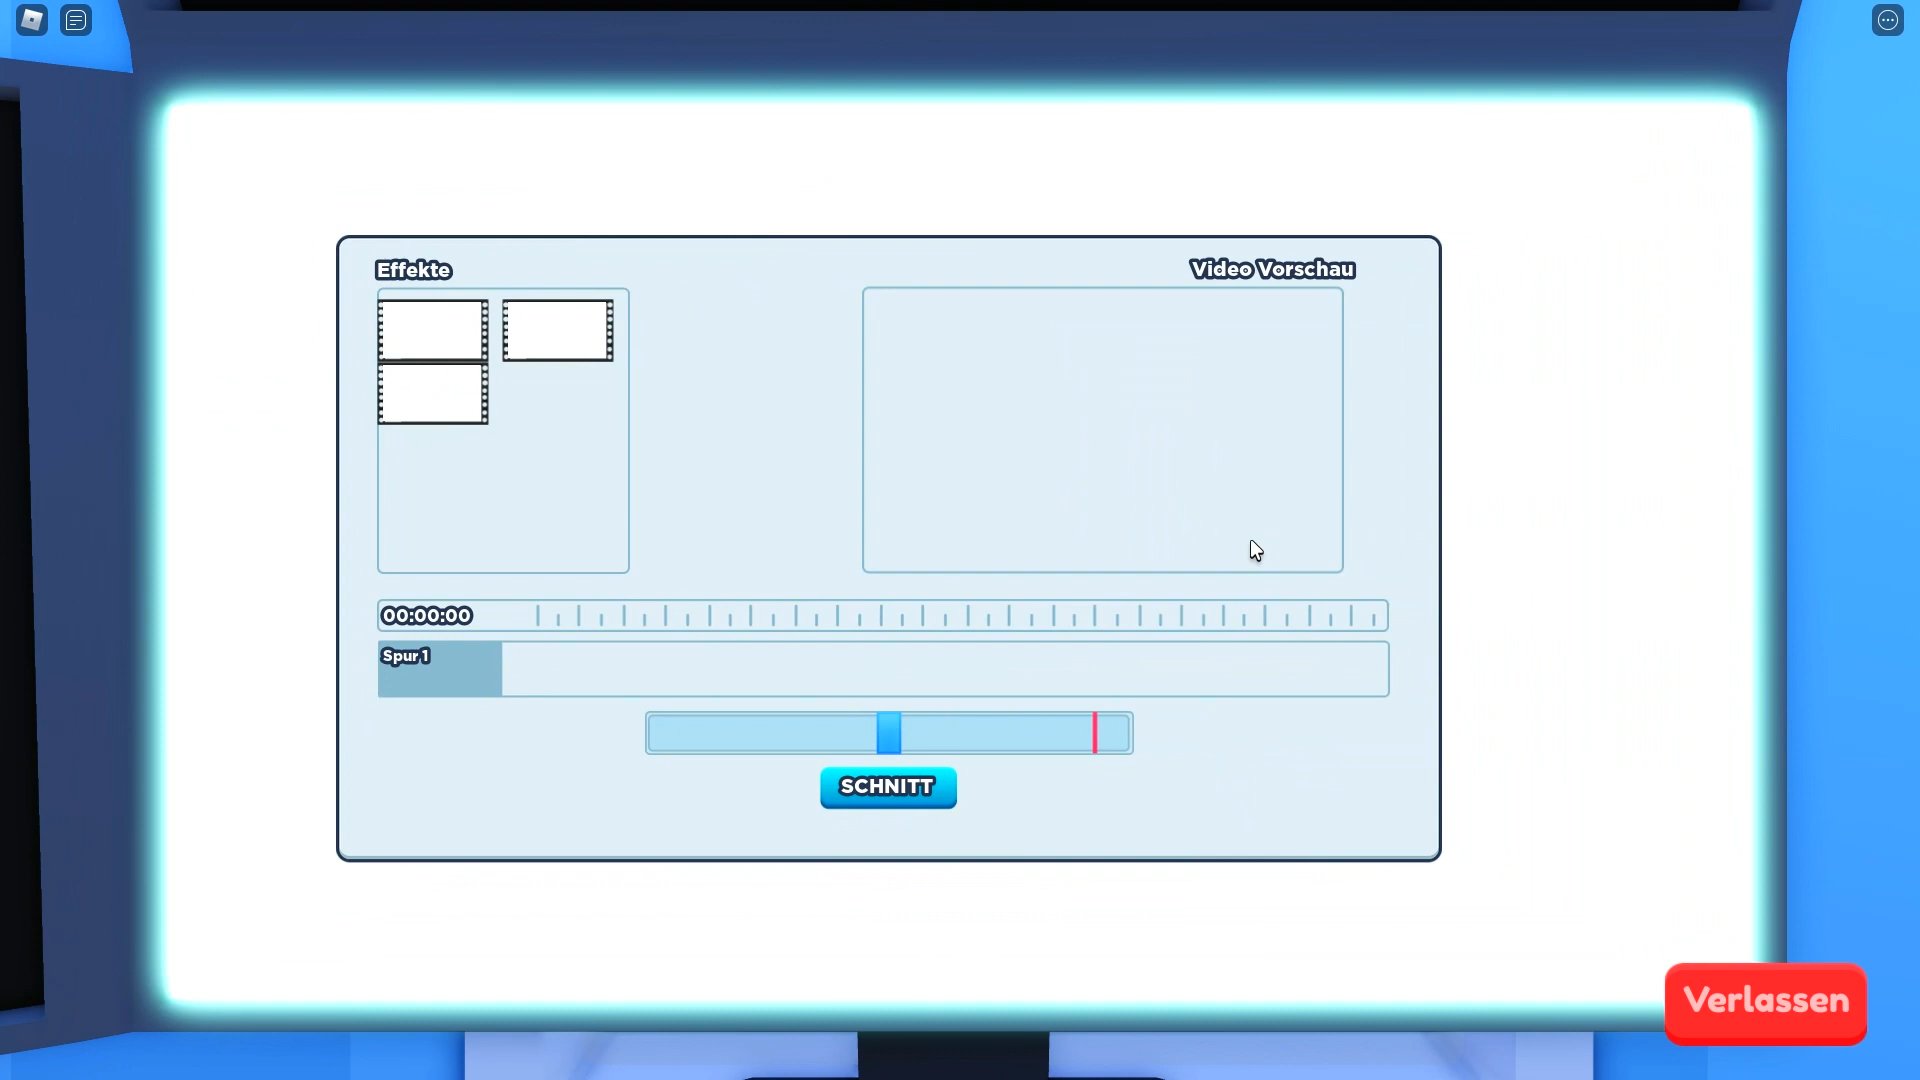 Effekte
Video Vorschau
00:00:00
Spur 1
SCHNITT
Verlassen